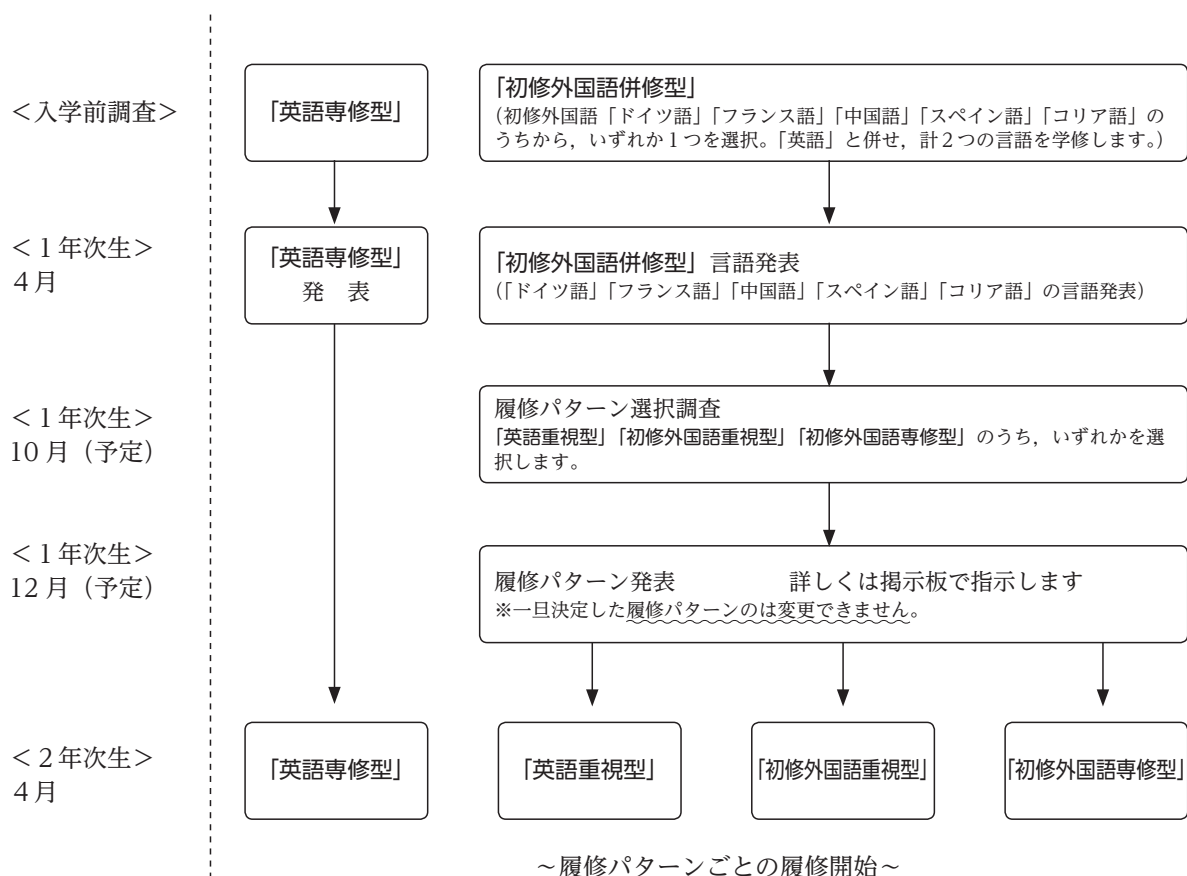 ＜入学前調査＞
「英語専修型」
「初修外国語併修型」
（初修外国語「ドイツ語」「フランス語」「中国語」「スペイン語」「コリア語」の
うちから，いずれか１つを選択。「英語」と併せ，計２つの言語を学修します。）
＜１年次生＞
４月
「英語専修型」
発　表
「初修外国語併修型」言語発表
（「ドイツ語」「フランス語」「中国語」「スペイン語」「コリア語」の言語発表）
＜１年次生＞
10月（予定）
履修パターン選択調査
「英語重視型」「初修外国語重視型」「初修外国語専修型」のうち，いずれかを選
択します。
＜１年次生＞
12月（予定）
履修パターン発表　　　　　詳しくは掲示板で指示します
※一旦決定した履修パターンのは変更できません。
＜２年次生＞
４月
「英語専修型」
「英語重視型」
「初修外国語重視型」
「初修外国語専修型」
～履修パターンごとの履修開始～